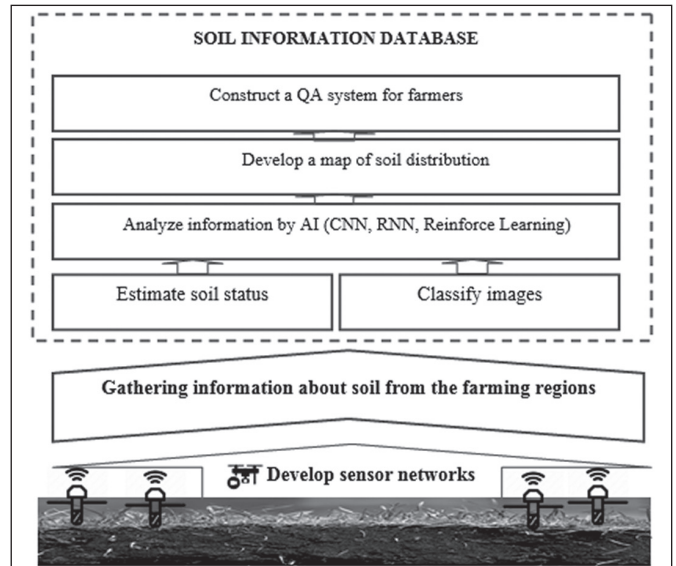 SOIL INFORMATION DATABASE
Construct a QA system for farmers
Develop a map of soil distribution
Analyze information by AI (CNN, RNN, Reinforce Learning)
Estimate soil status
Classify images
Gathering information about soil from the farming regions
Develop sensor networks